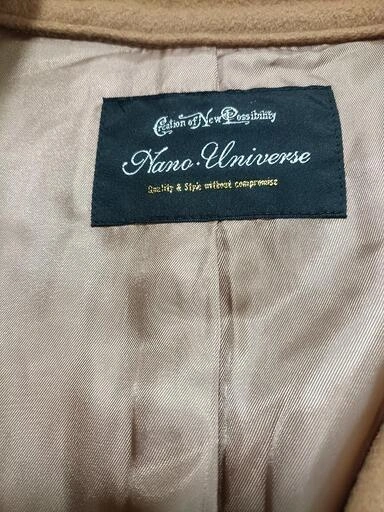 Creation of New Possibility
Nano・Universe
Quality & Style without compromise